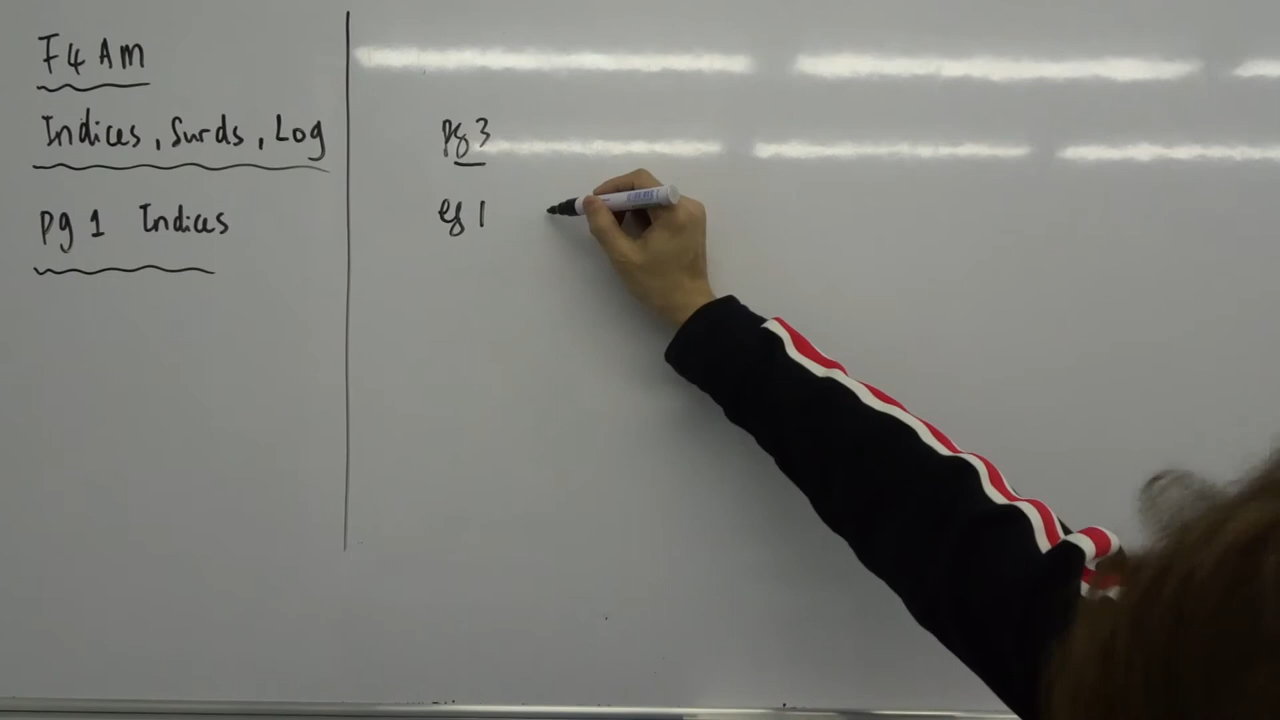 F4 Am
Indices, Surds, Log
pg 1 Indices
pg 3
eg 1